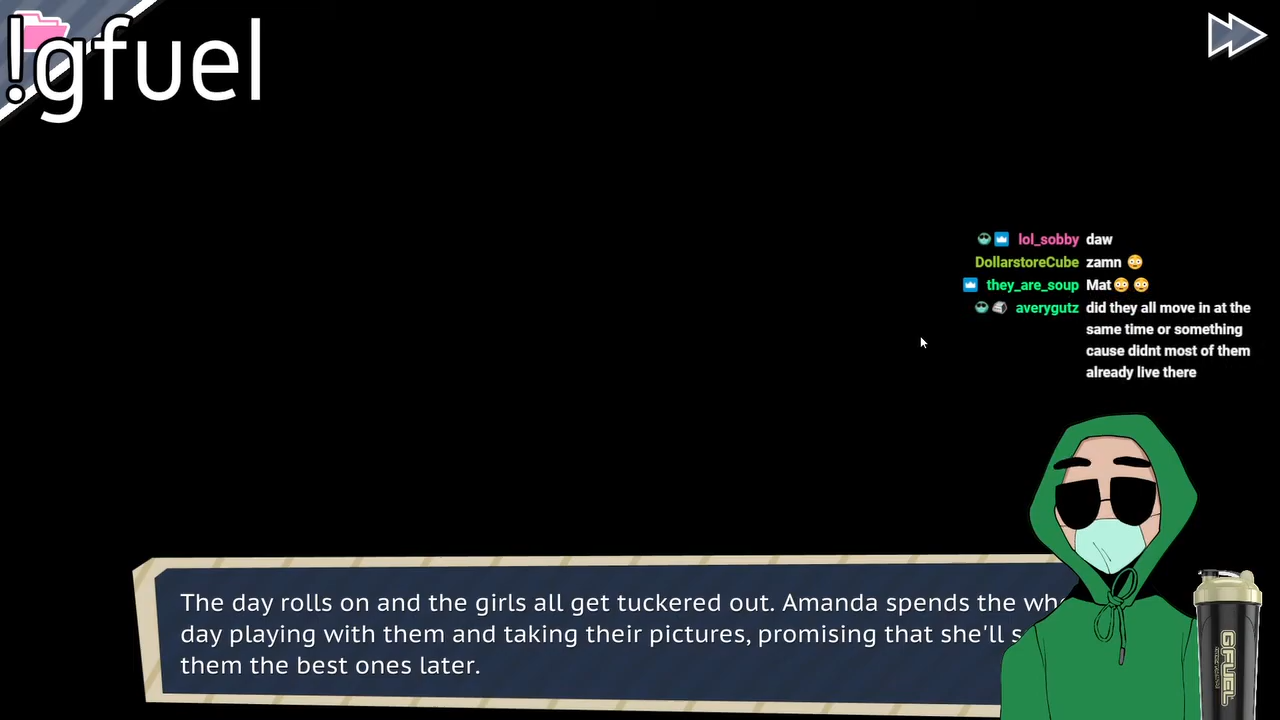 !gfuel
lol_sobby daw
DollarstoreCube zamn 😳
they_are_soup Mat😳😳
averygutz did they all move in at the
same time or something
cause didnt most of them
already live there
The day rolls on and the girls all get tuckered out. Amanda spends the
day playing with them and taking their pictures, promising that she'll
them the best ones later.
GFUEL